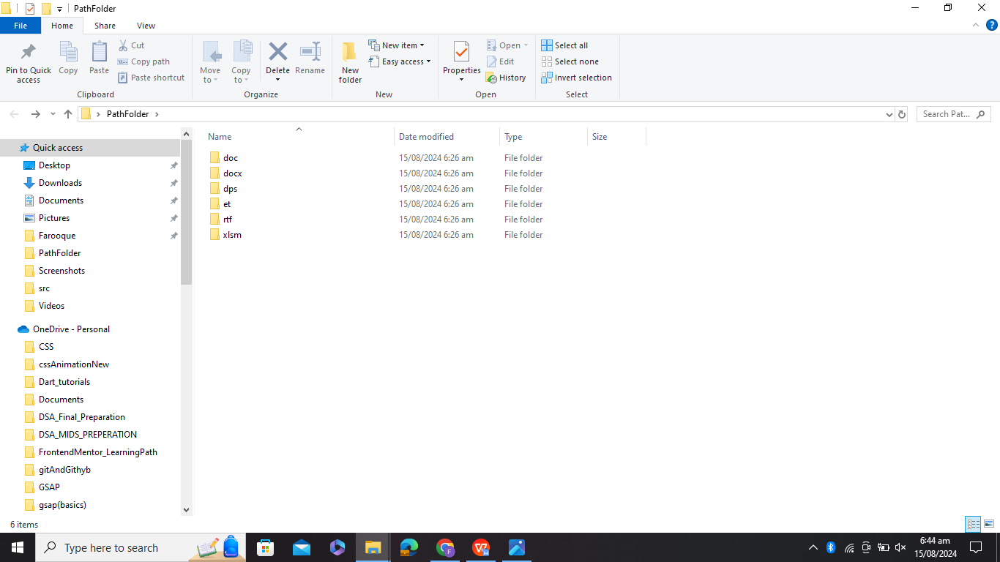 PathFolder
File Home Share View
Pin to Quick access
Copy
Paste
Cut
Copy path
Paste shortcut
Clipboard
Move to
Copy to
Delete
Rename
Organize
New folder
New item
Easy access
New
Properties
Open
Edit
History
Open
Select all
Select none
Invert selection
Select
PathFolder
Search Pat...
Quick access
Desktop
Downloads
Documents
Pictures
Farooque
PathFolder
Screenshots
src
Videos
OneDrive - Personal
CSS
cssAnimationNew
Dart_tutorials
Documents
DSA_Final_Preparation
DSA_MIDS_PREPERATION
FrontendMentor_LearningPath
gitAndGithyb
GSAP
gsap(basics)
Name Date modified Type Size
doc 15/08/2024 6:26 am File folder
docx 15/08/2024 6:26 am File folder
dps 15/08/2024 6:26 am File folder
et 15/08/2024 6:26 am File folder
rtf 15/08/2024 6:26 am File folder
xlsm 15/08/2024 6:26 am File folder
6 items
Type here to search
F
W
6:44 am
15/08/2024